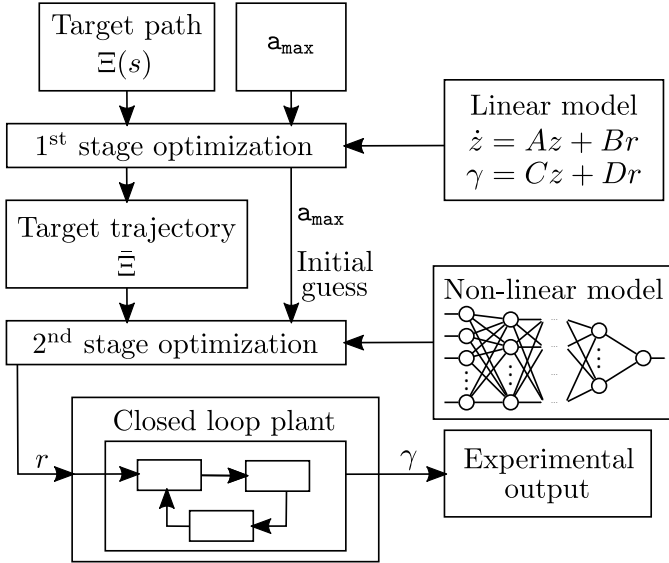 Target path
Ξ(s)
a_max
Linear model
ż = Az + Br
γ = Cz + Dr
1st stage optimization
Target trajectory
Ξ̄
a_max
Initial
guess
Non-linear model
2nd stage optimization
Closed loop plant
r
γ
Experimental
output